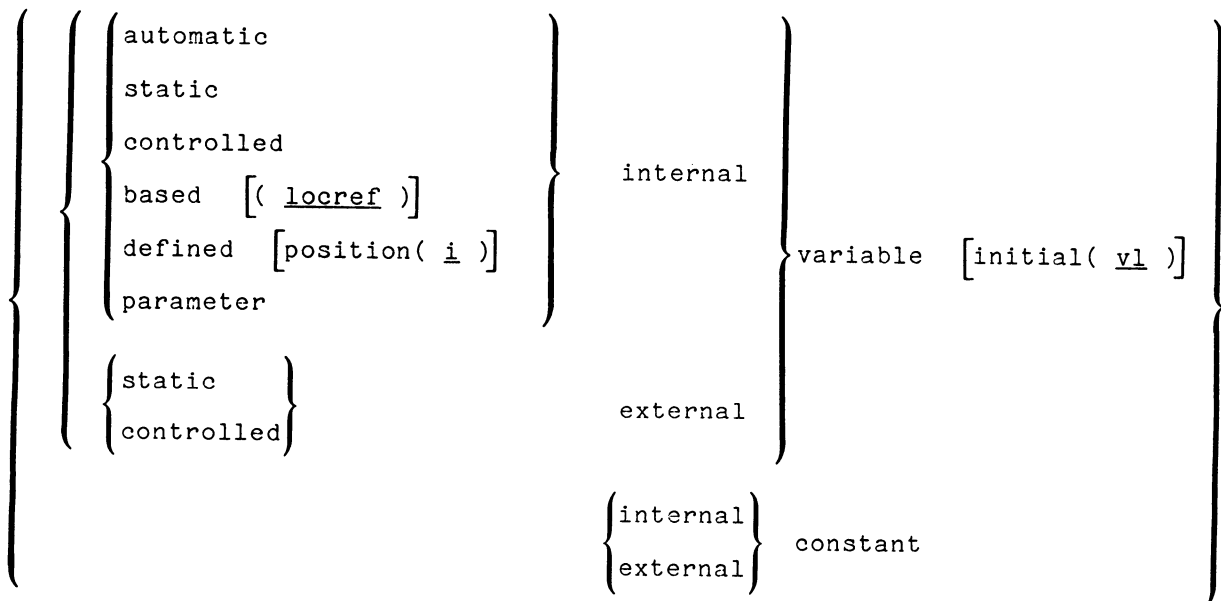 automatic
static
controlled
based [( locref )]
defined [position( i )]
parameter
internal
variable [initial( vl )]
static
controlled
external
internal
external
constant